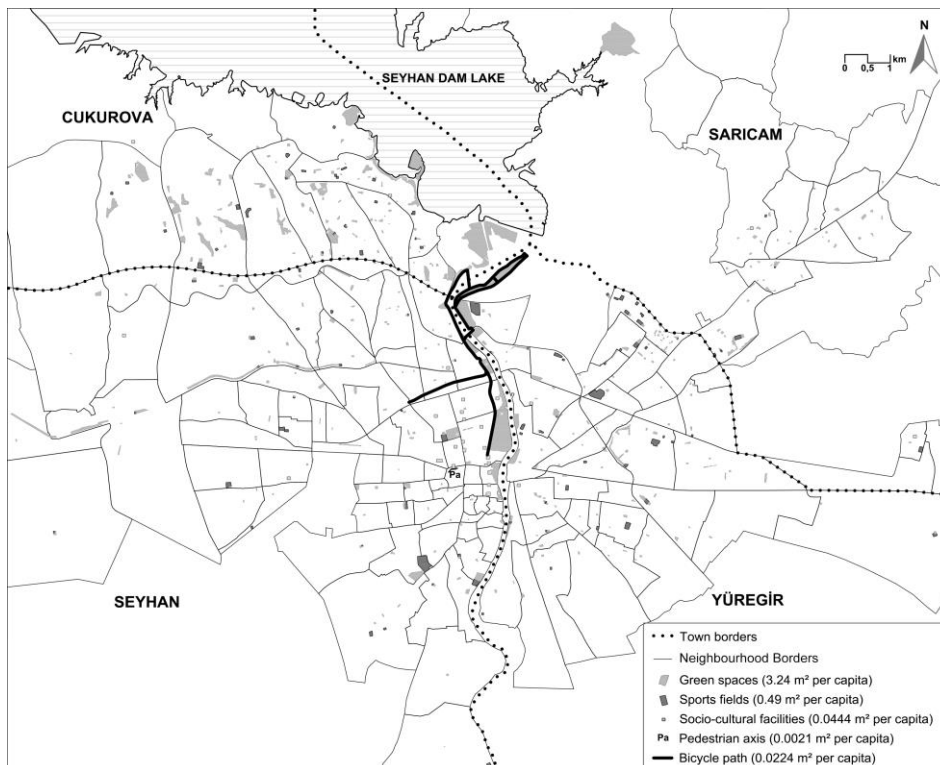 SEYHAN DAM LAKE
N
0 0,5 1 km
CUKUROVA
SARICAM
Pa
SEYHAN
YÜREGİR
Town borders
Neighbourhood Borders
Green spaces (3.24 m² per capita)
Sports fields (0.49 m² per capita)
Socio-cultural facilities (0.0444 m² per capita)
Pa Pedestrian axis (0.0021 m² per capita)
Bicycle path (0.0224 m² per capita)